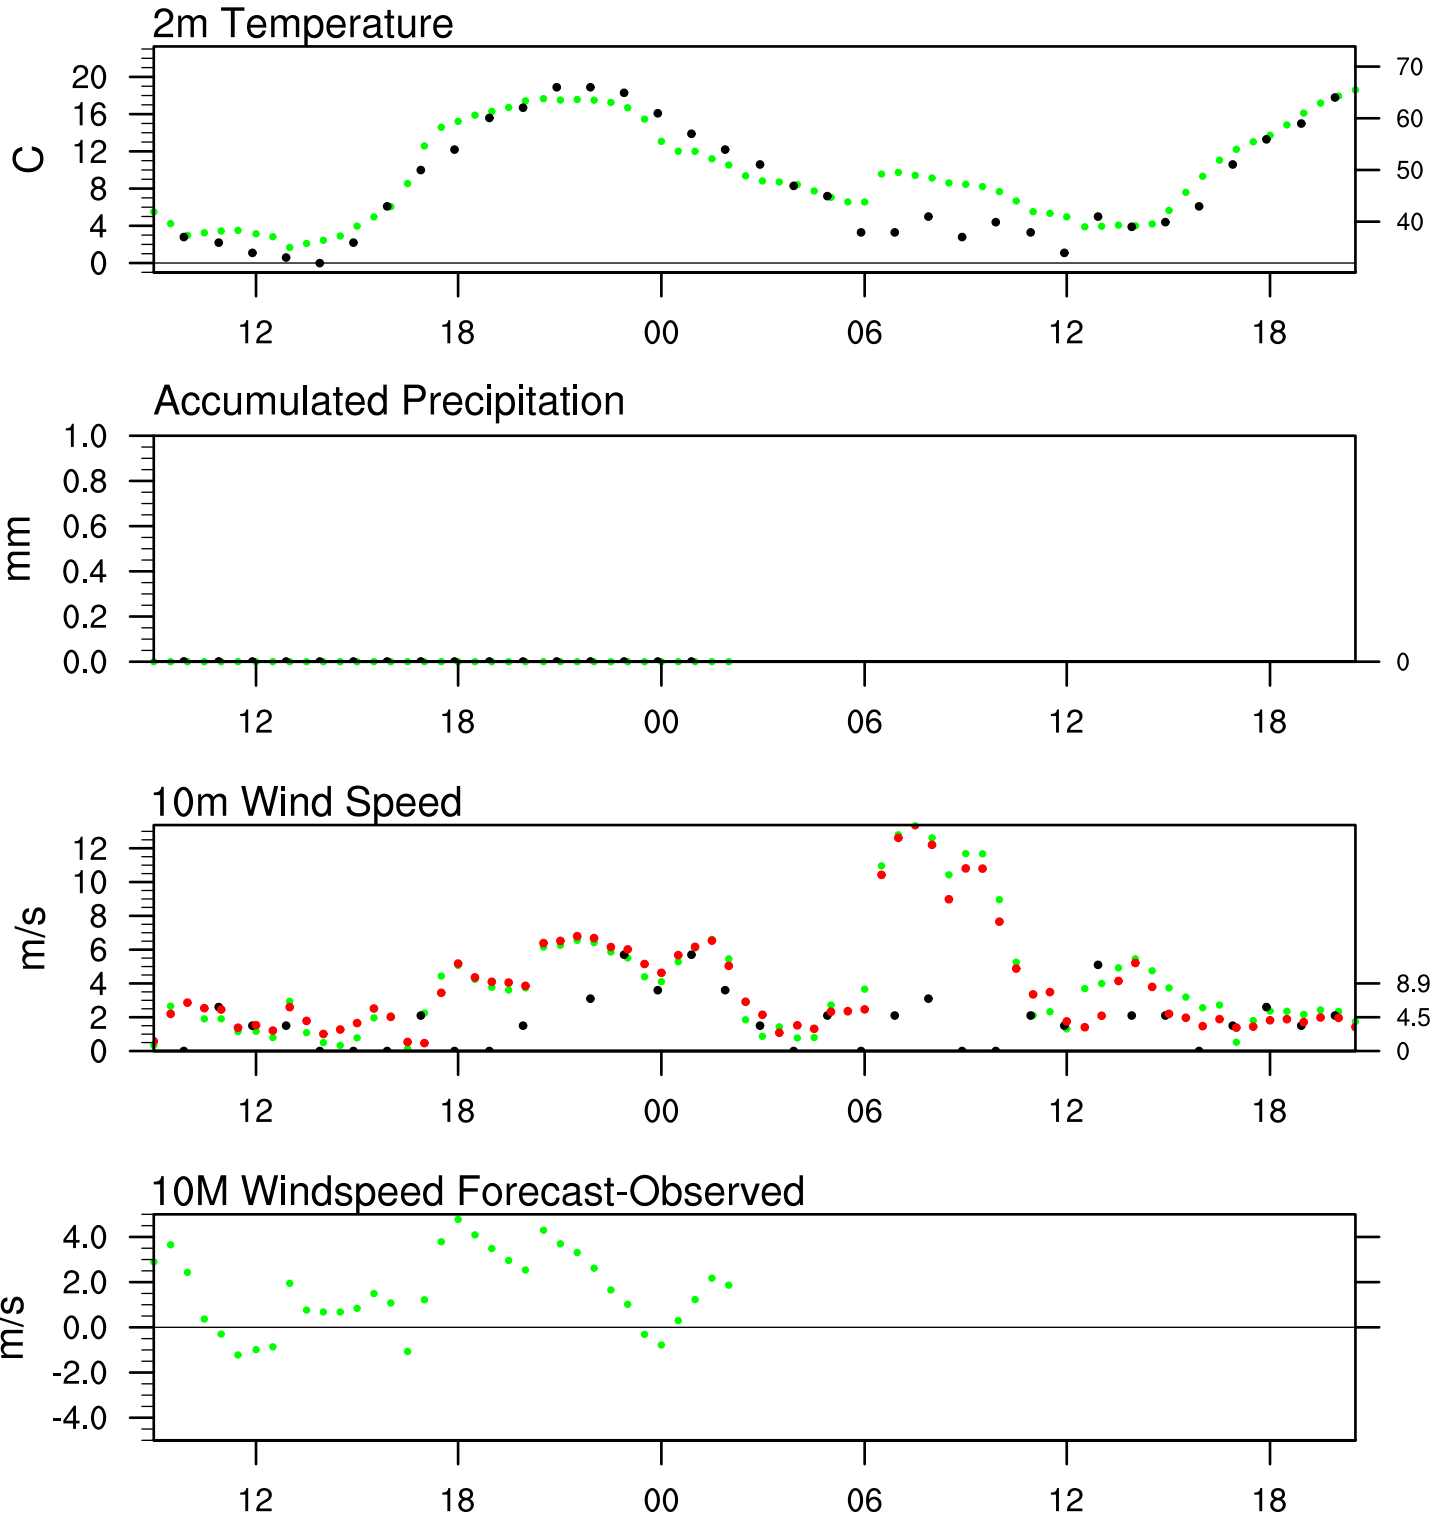 2m Temperature
20
16
12
8
4
0
C
70
60
50
40
12 18 00 06 12 18
Accumulated Precipitation
1.0
0.8
0.6
0.4
0.2
0.0
mm
0
12 18 00 06 12 18
10m Wind Speed
12
10
8
6
4
2
0
m/s
8.9
4.5
0
12 18 00 06 12 18
10M Windspeed Forecast-Observed
4.0
2.0
0.0
-2.0
-4.0
m/s
12 18 00 06 12 18